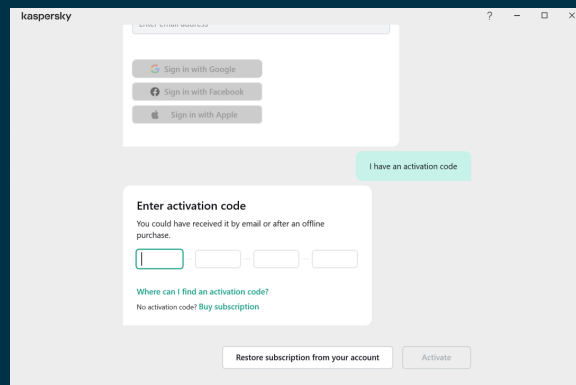 kaspersky
?
Enter email address
Sign in with Google
Sign in with Facebook
Sign in with Apple
I have an activation code
Enter activation code
You could have received it by email or after an offline
purchase.
Where can I find an activation code?
No activation code? Buy subscription
Restore subscription from your account
Activate